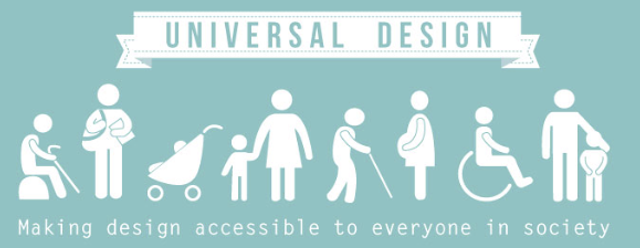 UNIVERSAL DESIGN
Making design accessible to everyone in society